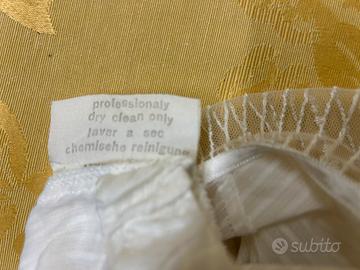 professionaly
dry clean only
laver a sec
chemische reinigung
subito